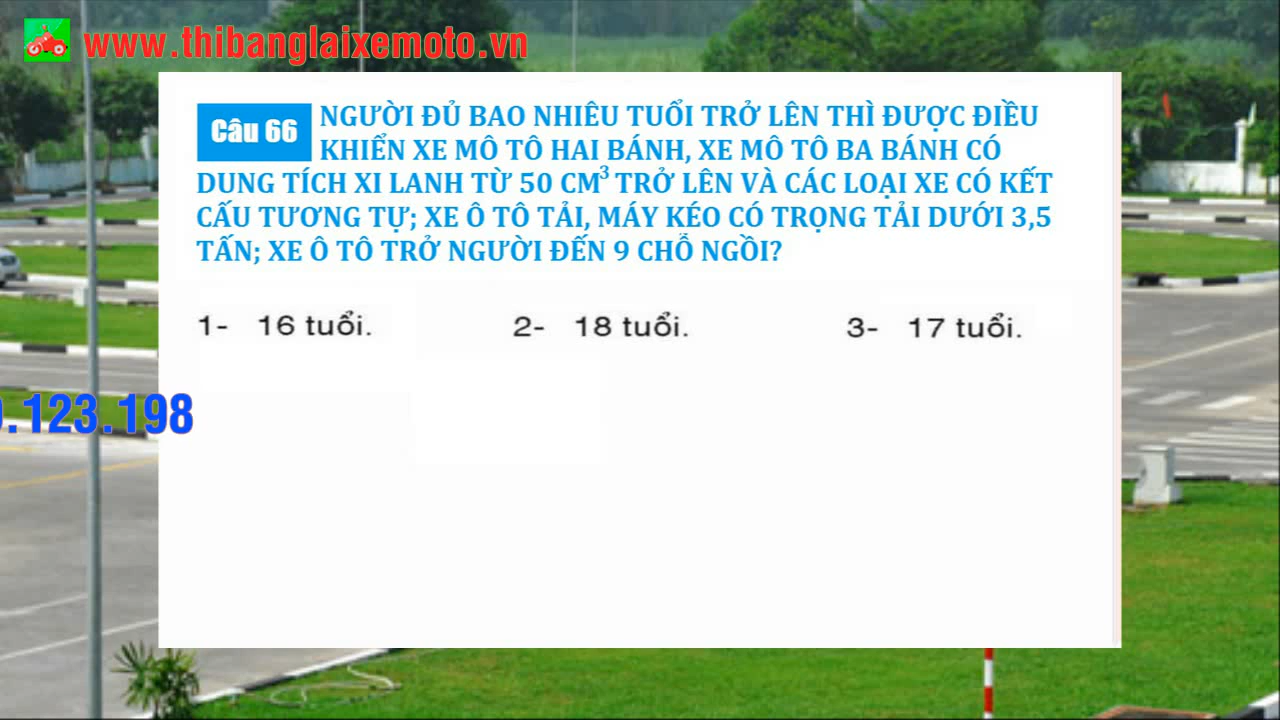 www.thibanglaixemoto.vn
Câu 66 NGƯỜI ĐỦ BAO NHIÊU TUỔI TRỞ LÊN THÌ ĐƯỢC ĐIỀU
KHIỂN XE MÔ TÔ HAI BÁNH, XE MÔ TÔ BA BÁNH CÓ
DUNG TÍCH XI LANH TỪ 50 CM³ TRỞ LÊN VÀ CÁC LOẠI XE CÓ KẾT
CẤU TƯƠNG TỰ; XE Ô TÔ TẢI, MÁY KÉO CÓ TRỌNG TẢI DƯỚI 3,5
TẤN; XE Ô TÔ TRỞ NGƯỜI ĐẾN 9 CHỖ NGỒI?
1- 16 tuổi. 2- 18 tuổi. 3- 17 tuổi.
.123.198